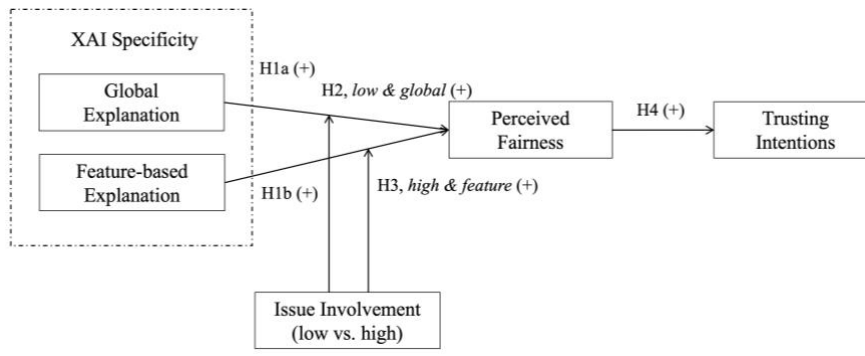 XAI Specificity
Global
Explanation
Feature-based
Explanation
H1a (+)
H2, low & global (+)
H1b (+)
H3, high & feature (+)
Perceived
Fairness
H4 (+)
Trusting
Intentions
Issue Involvement
(low vs. high)